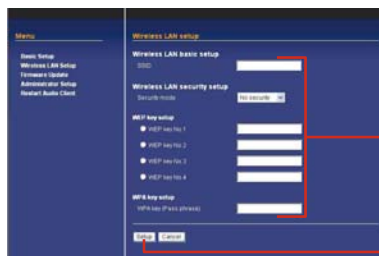 Menu
Basic Setup
Wireless LAN Setup
Firmware Update
Administrator Setup
Restart Audio Client
Wireless LAN setup
Wireless LAN basic setup
SSID
Wireless LAN security setup
Security mode
No security
WEP key setup
WEP key No.1
WEP key No.2
WEP key No.3
WEP key No.4
WPA key setup
WPA key (Pass phrase)
Setup
Cancel